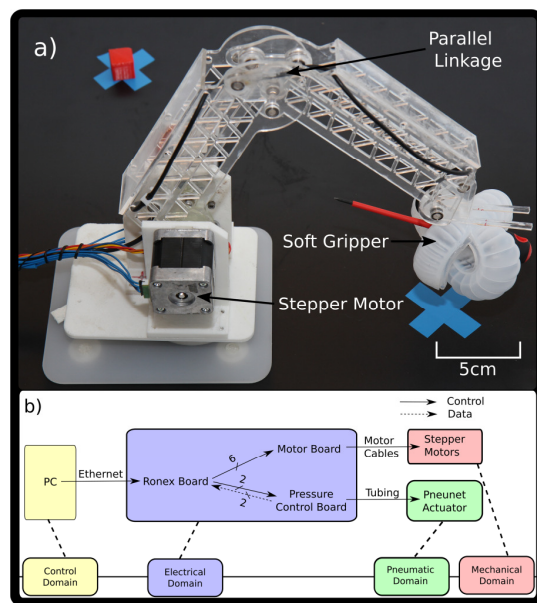 a)
Parallel
Linkage
Soft Gripper
Stepper Motor
5cm
b)
Control
Data
PC
Ethernet
Ronex Board
6
2
2
Motor Board
Pressure
Control Board
Motor
Cables
Tubing
Stepper
Motors
Pneunet
Actuator
Control
Domain
Electrical
Domain
Pneumatic
Domain
Mechanical
Domain